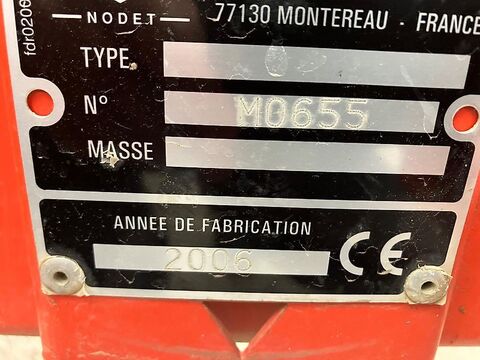 NODET
77130 MONTEREAU - FRANCE
TYPE
N° M0655
MASSE
ANNEE DE FABRICATION
2006 CE